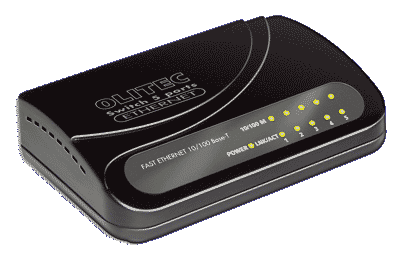 OLITEC
Switch 5 ports
ETHERNET
FAST ETHERNET 10/100 Base-T
10/100 M
POWER LNK/ACT
1 2 3 4 5